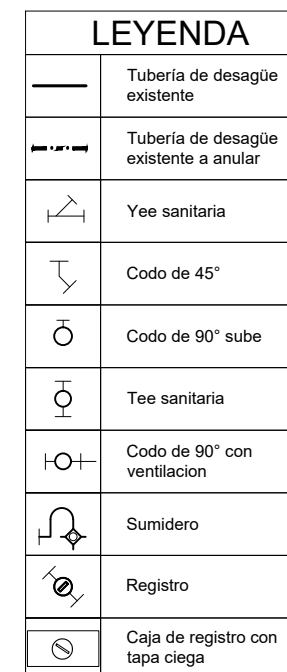 LEYENDA
Tubería de desagüe
existente
Tubería de desagüe
existente a anular
Yee sanitaria
Codo de 45°
Codo de 90° sube
Tee sanitaria
Codo de 90° con
ventilacion
Sumidero
Registro
Caja de registro con
tapa ciega